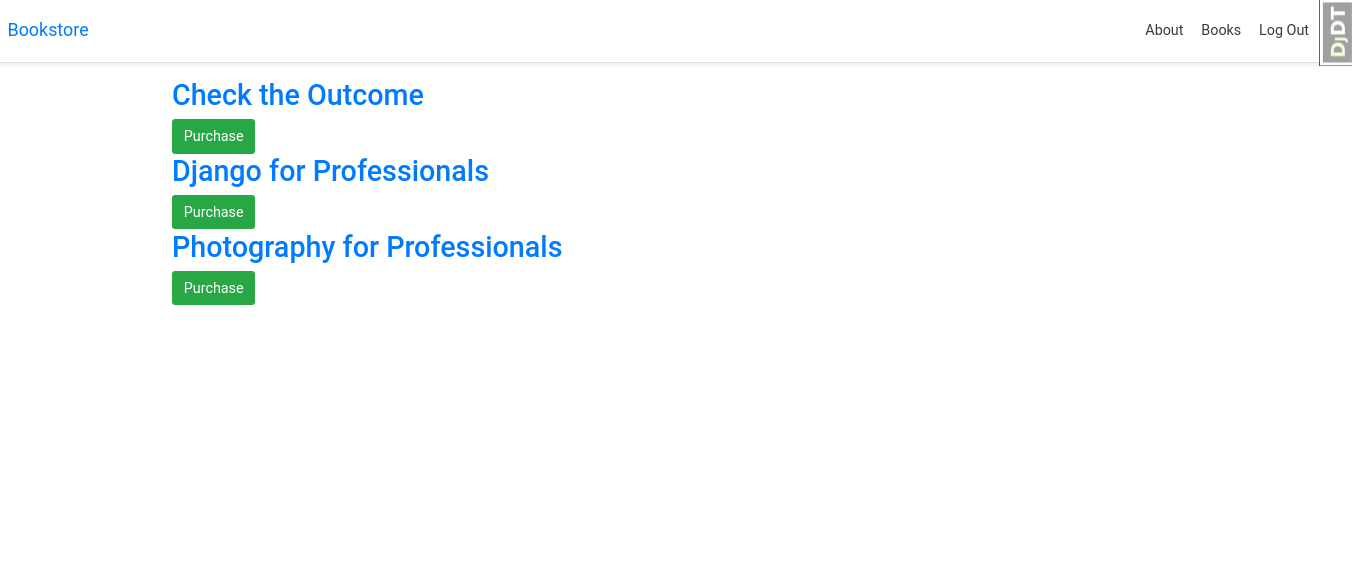 Bookstore
About Books Log Out
DjDT
Check the Outcome
Purchase
Django for Professionals
Purchase
Photography for Professionals
Purchase